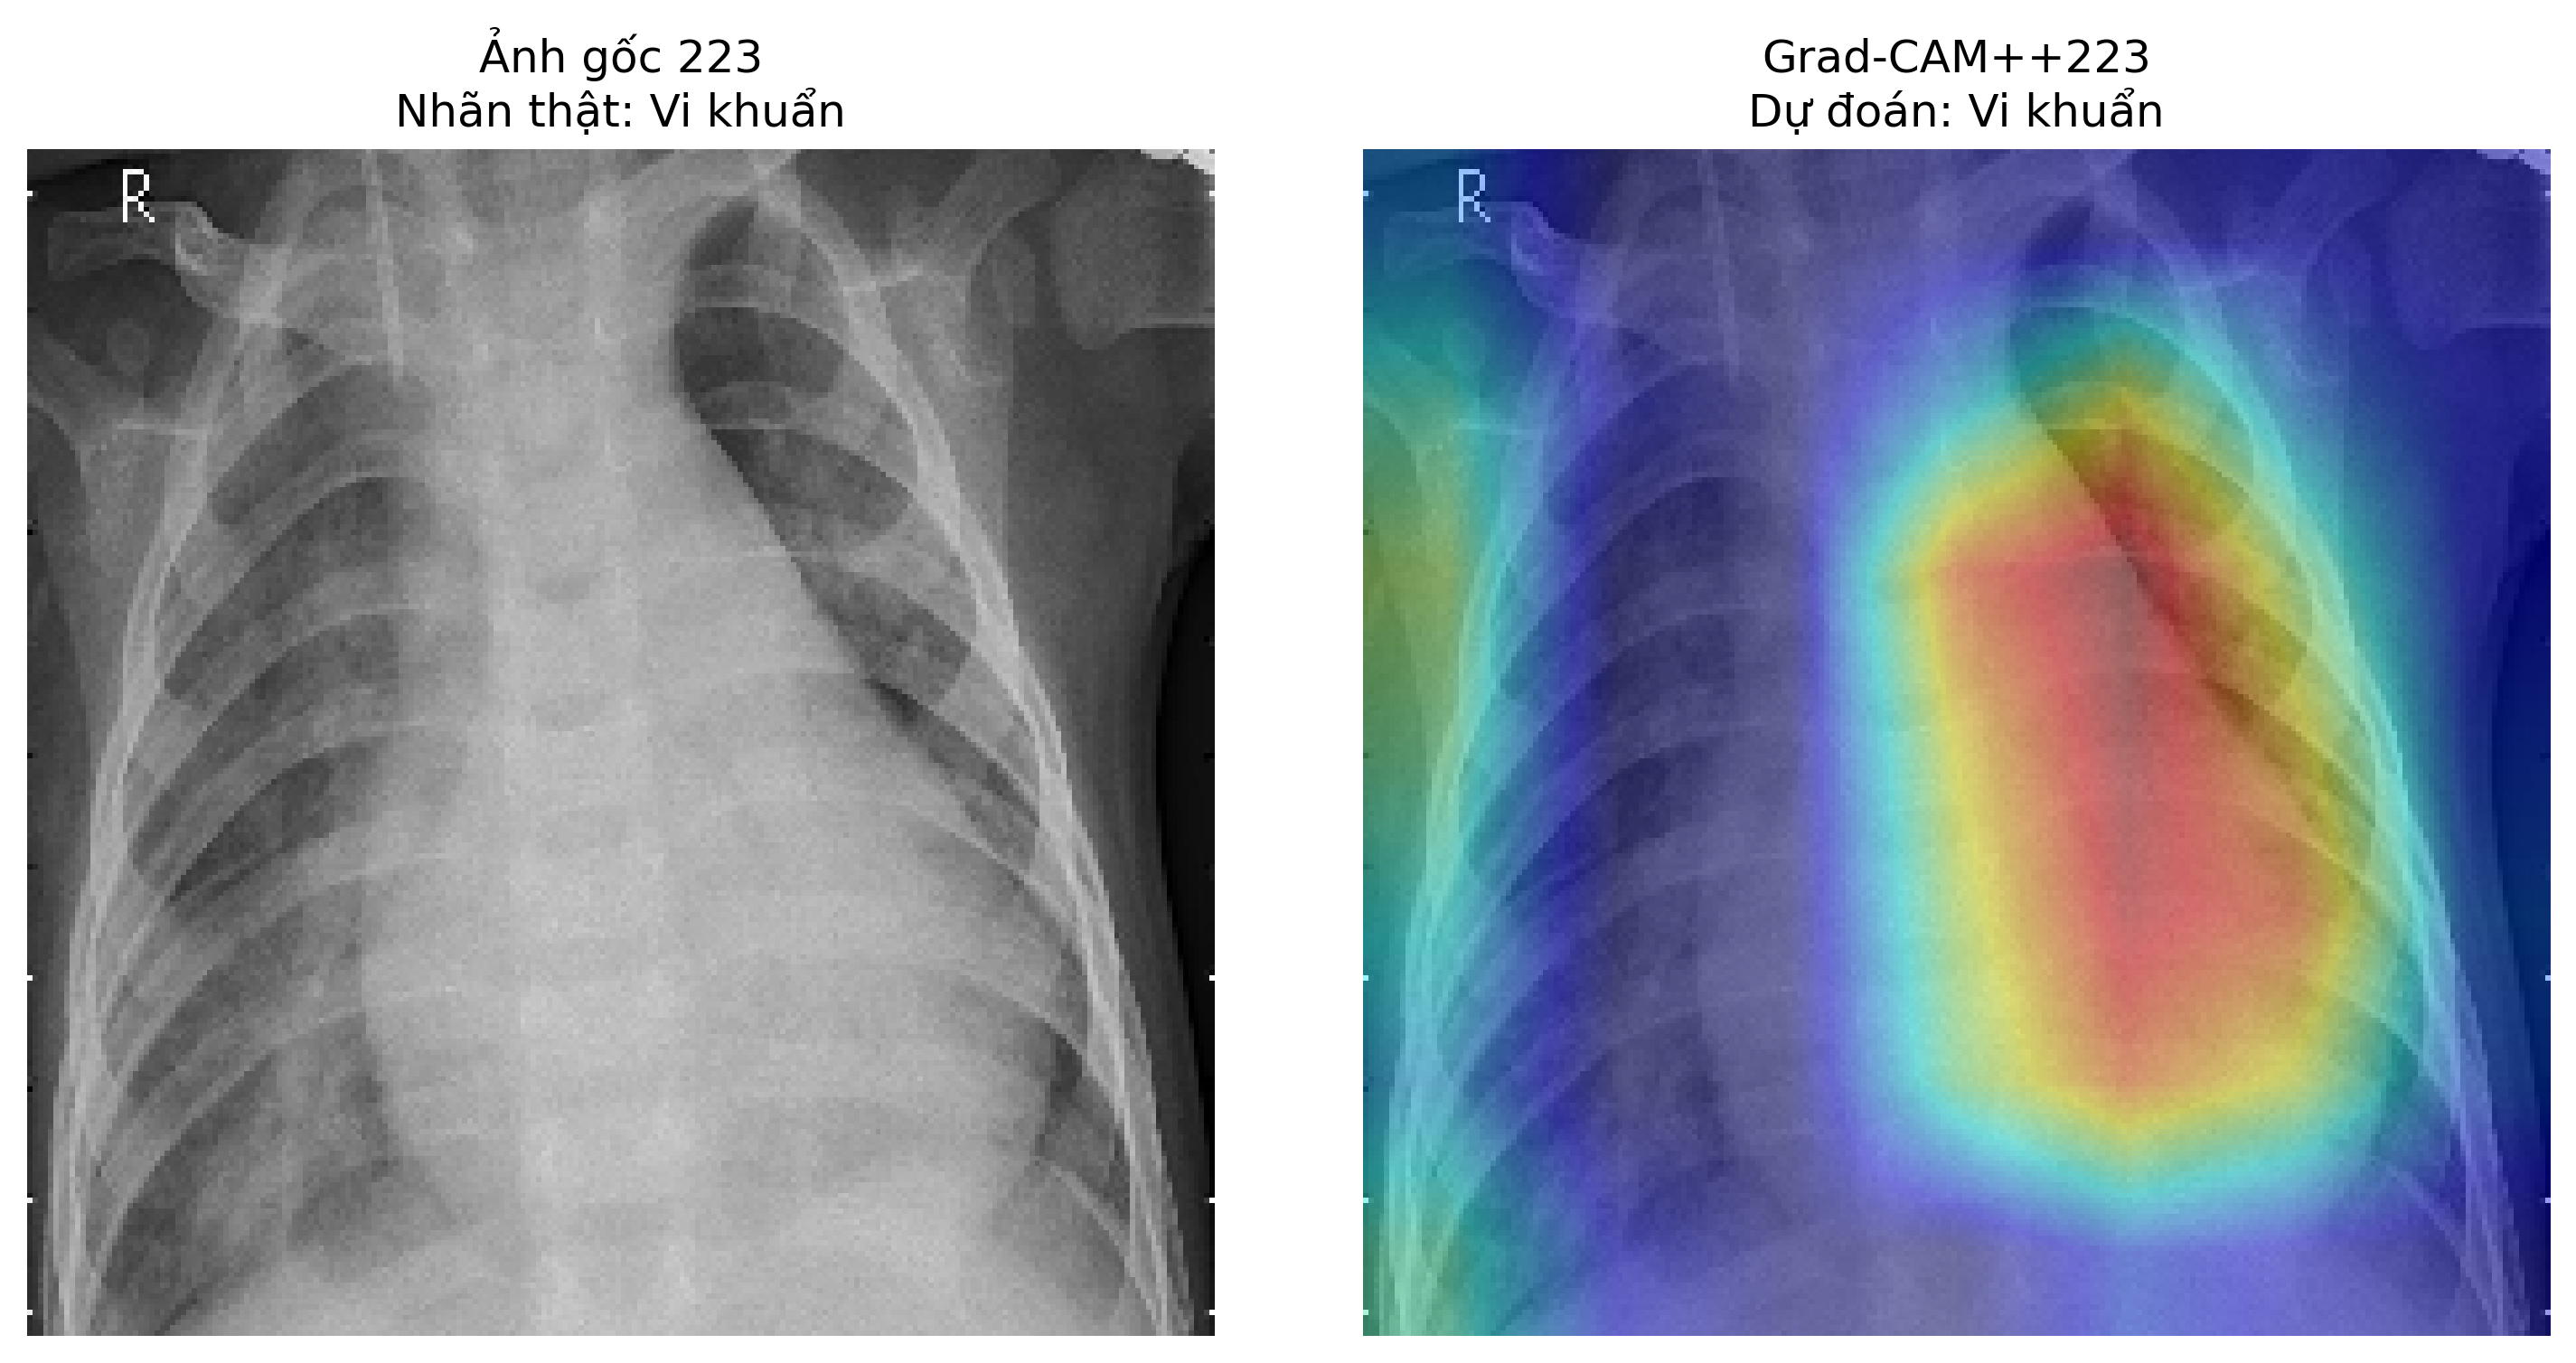 Ảnh gốc 223
Nhãn thật: Vi khuẩn
Grad-CAM++223
Dự đoán: Vi khuẩn
R
R